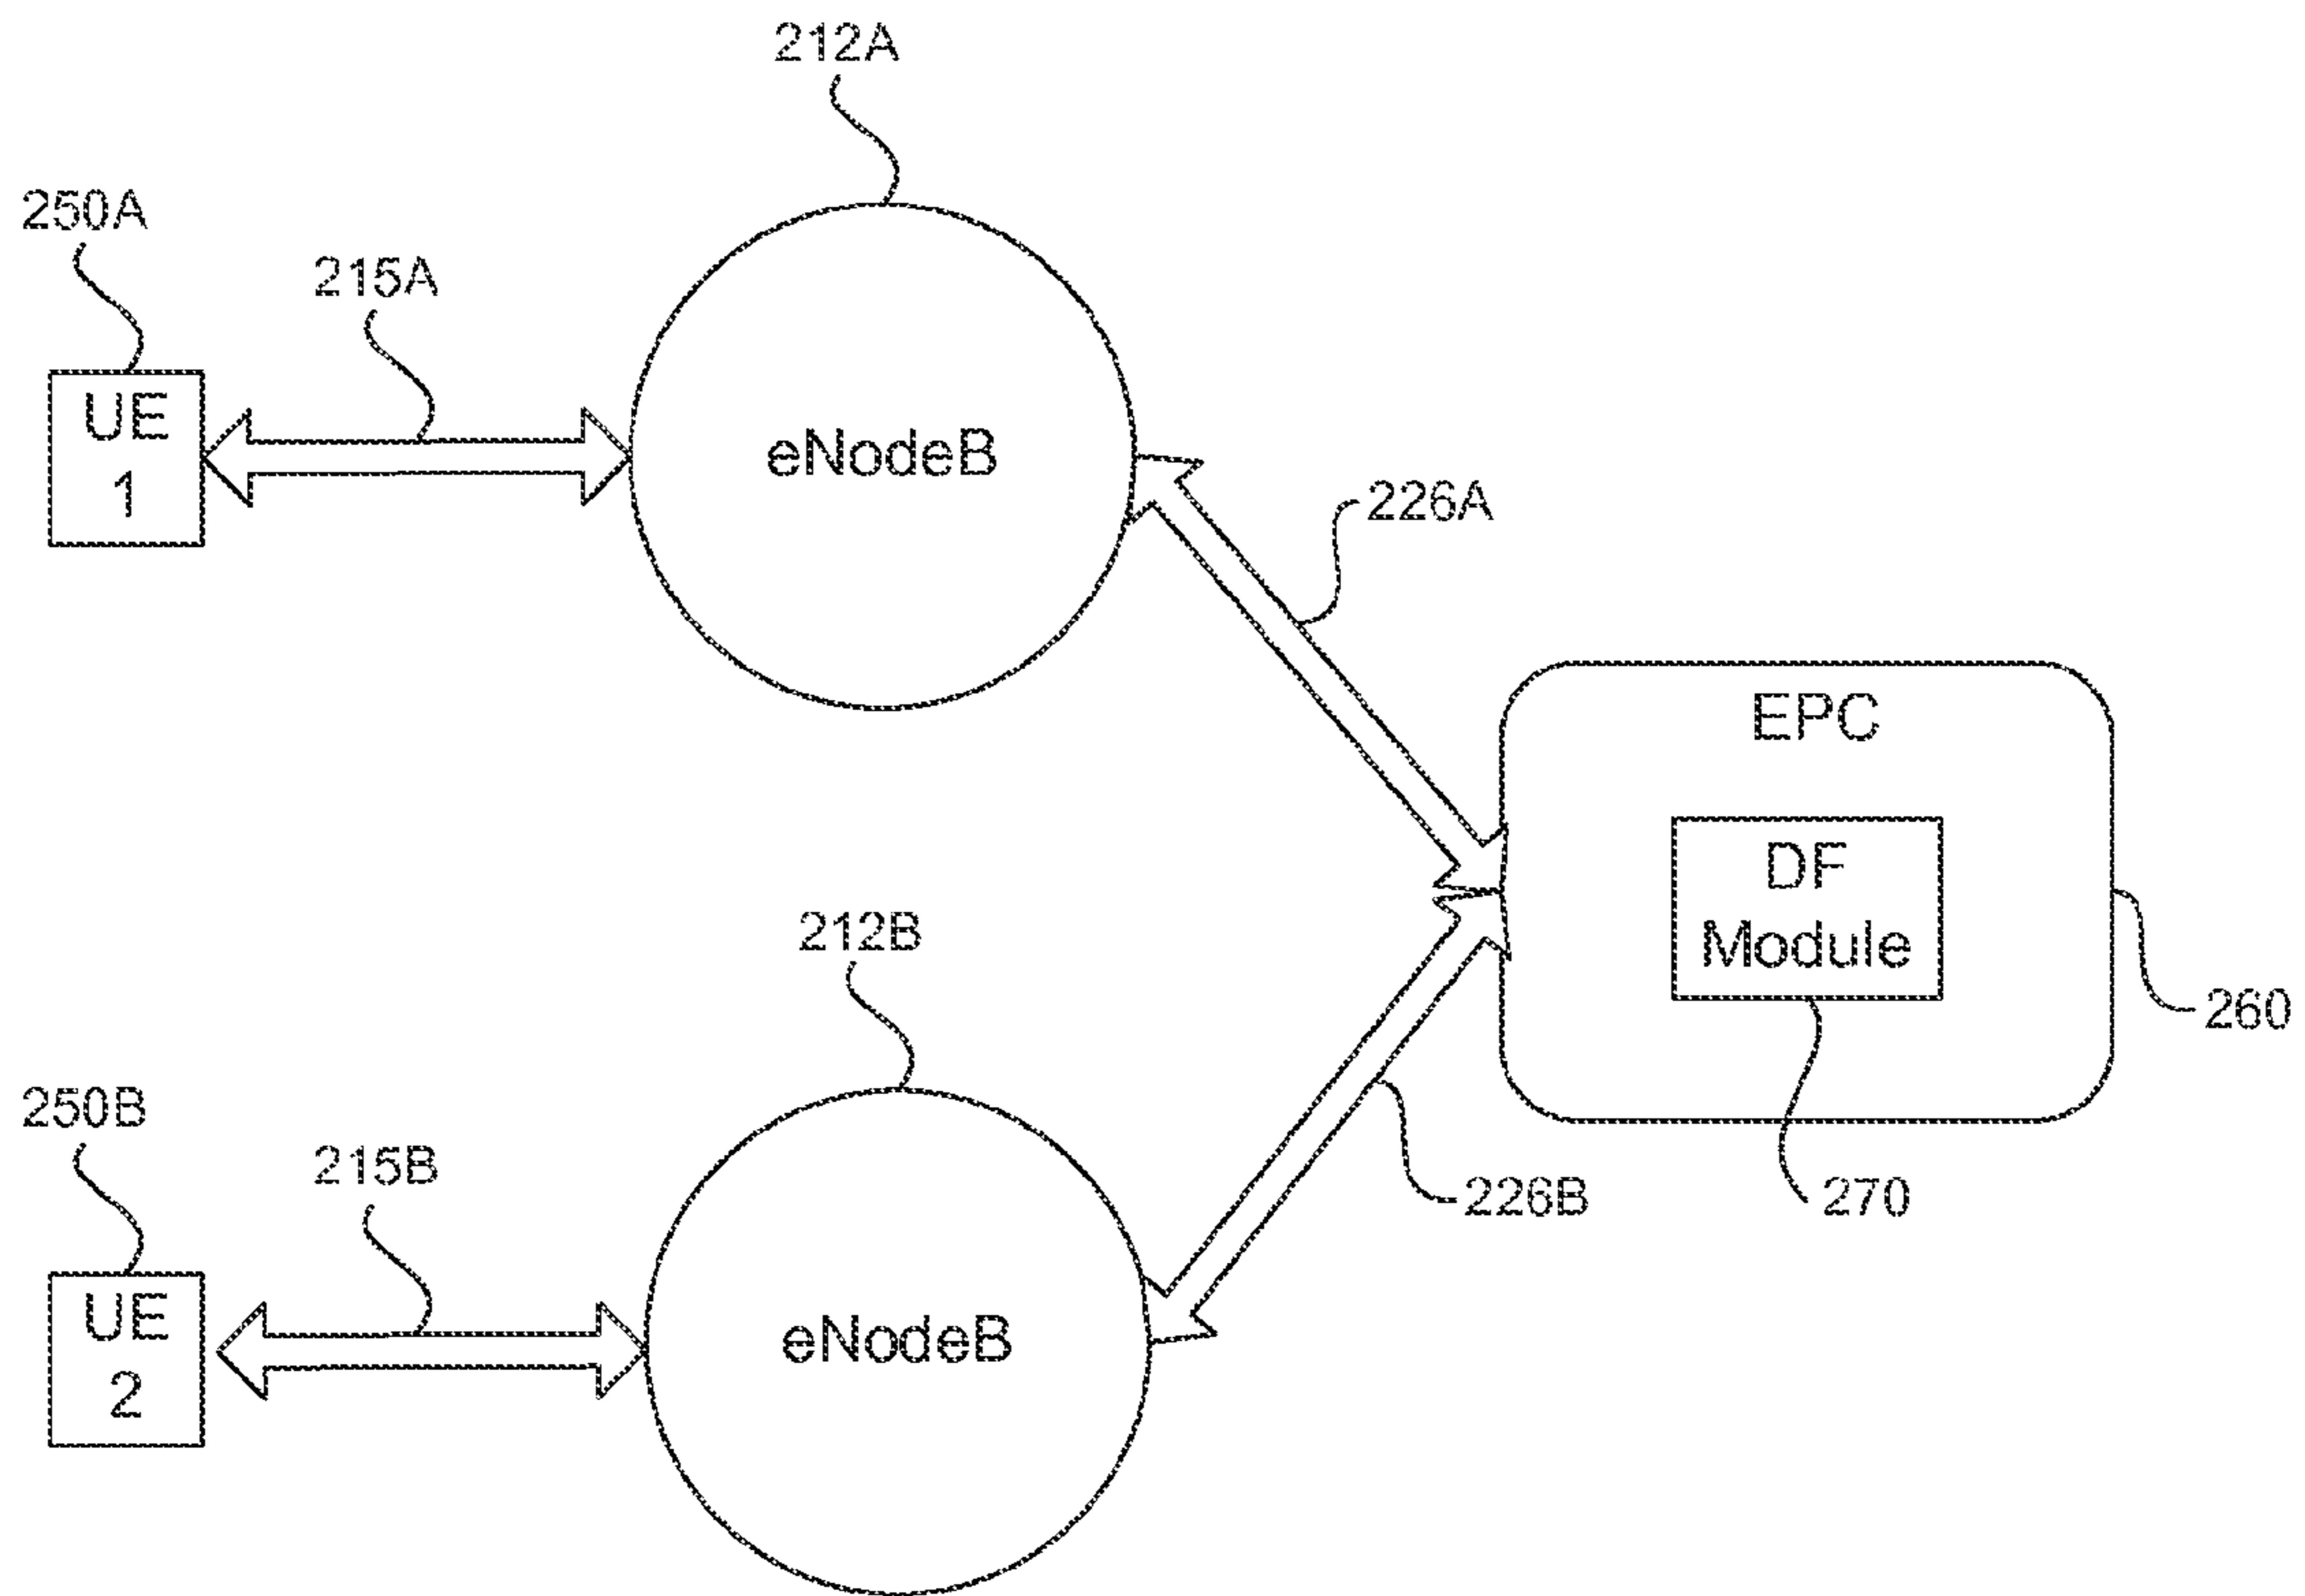 212A
250A
215A
UE
1
eNodeB
226A
EPC
DF
Module
212B
260
250B
215B
226B
270
UE
2
eNodeB